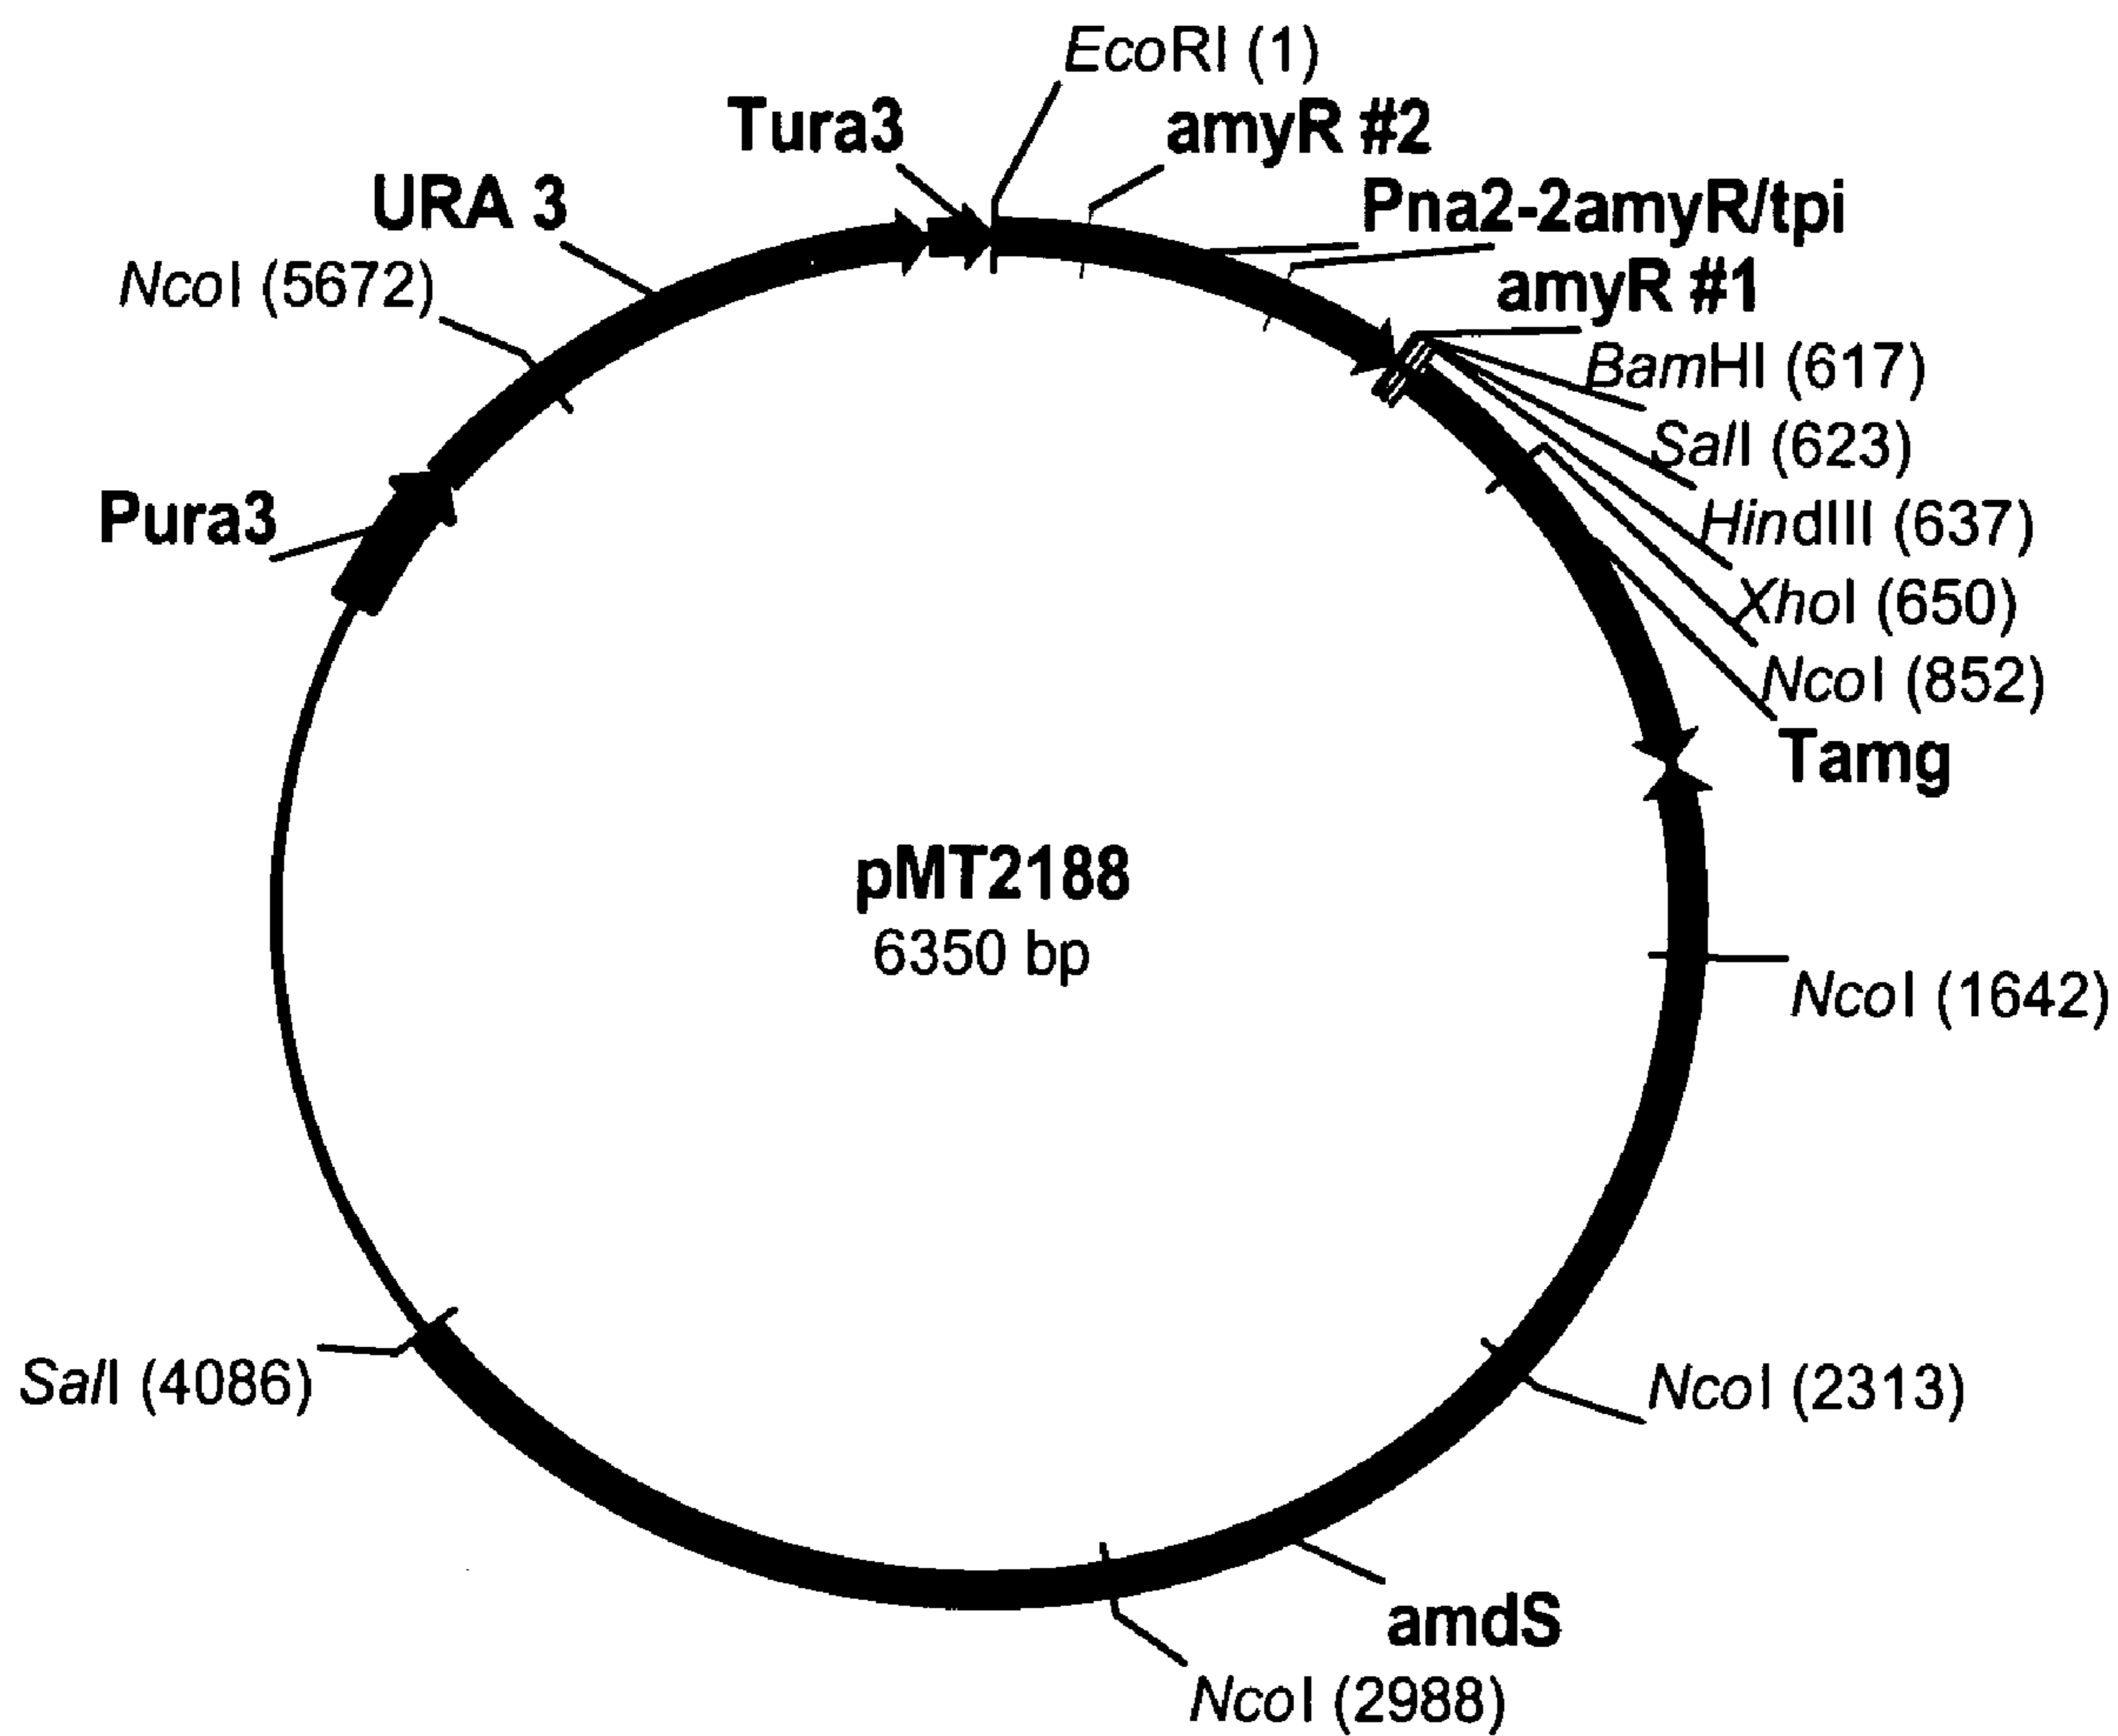 EcoRI (1)
Tura3
amyR #2
URA 3
Pna2-2amyR/tpi
NcoI (5672)
amyR #1
BamHI (617)
SalI (623)
Pura3
HindIII (637)
XhoI (650)
NcoI (852)
Tamg
pMT2188
6350 bp
NcoI (1642)
SalI (4086)
NcoI (2313)
amdS
NcoI (2988)